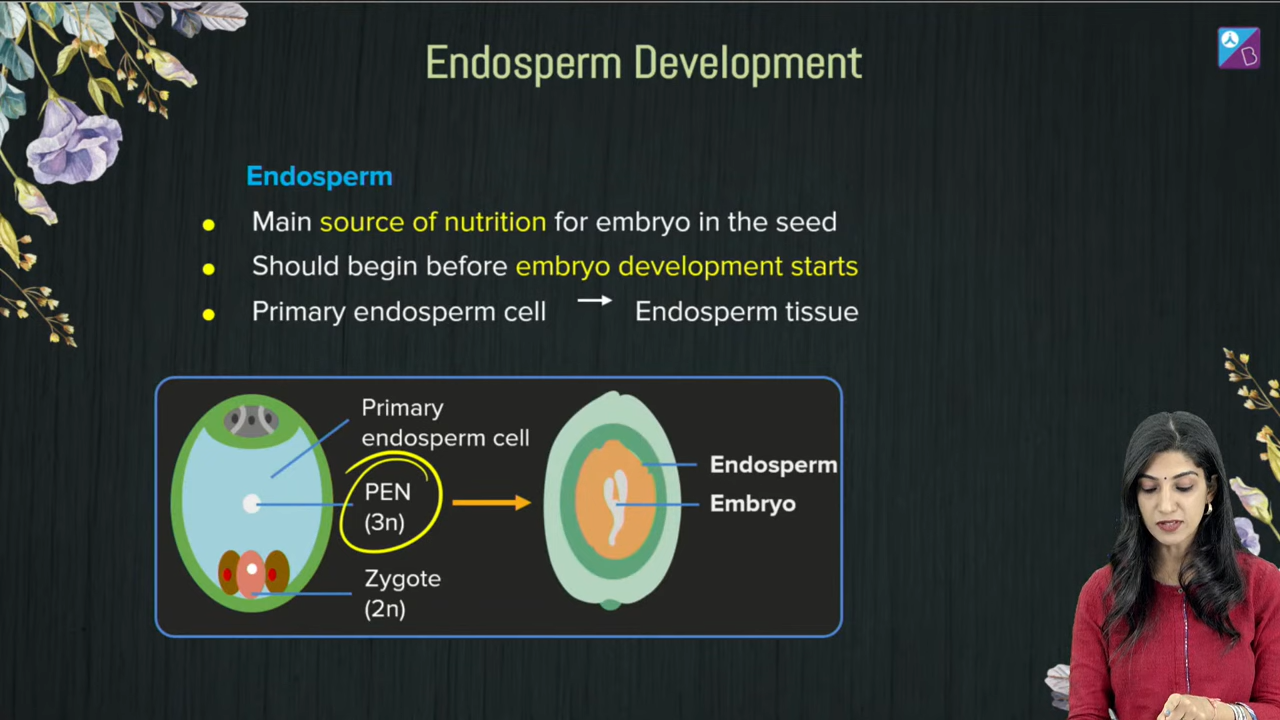 Endosperm Development
Endosperm
Main source of nutrition for embryo in the seed
Should begin before embryo development starts
Primary endosperm cell → Endosperm tissue
Primary
endosperm cell
PEN
(3n)
Zygote
(2n)
Endosperm
Embryo
B